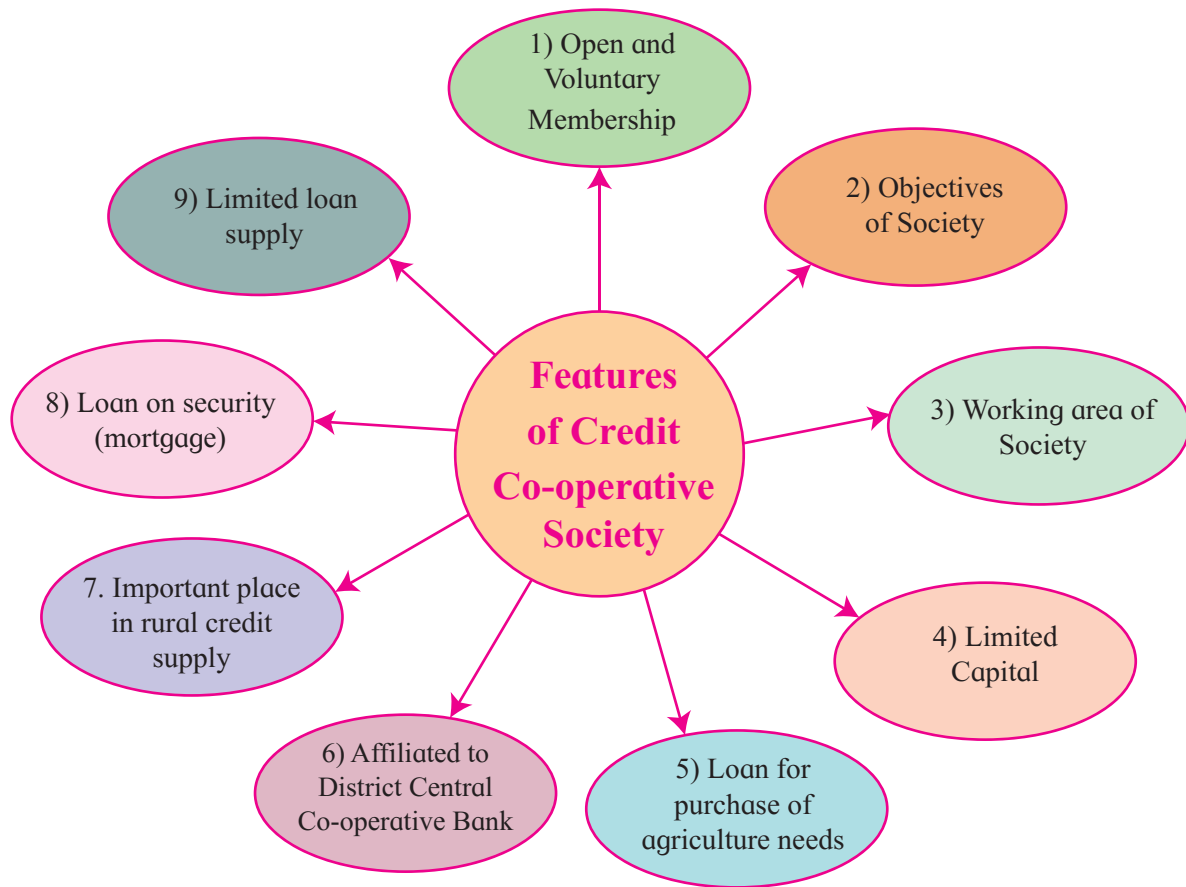 Features
of Credit
Co-operative
Society
1) Open and
Voluntary
Membership
2) Objectives
of Society
3) Working area of
Society
4) Limited
Capital
5) Loan for
purchase of
agriculture needs
6) Affiliated to
District Central
Co-operative Bank
7. Important place
in rural credit
supply
8) Loan on security
(mortgage)
9) Limited loan
supply